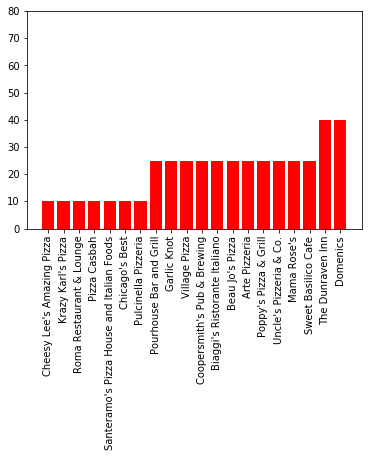 80
70
60
50
40
30
20
10
0
Cheesy Lee's Amazing Pizza
Krazy Karl's Pizza
Roma Restaurant & Lounge
Pizza Casbah
Santeramo's Pizza House and Italian Foods
Chicago's Best
Pulcinella Pizzeria
Pourhouse Bar and Grill
Garlic Knot
Village Pizza
Coopersmith's Pub & Brewing
Biaggi's Ristorante Italiano
Beau Jo's Pizza
Arte Pizzeria
Poppy's Pizza & Grill
Uncle's Pizzeria & Co.
Mama Rose's
Sweet Basilico Cafe
The Dunraven Inn
Domenics